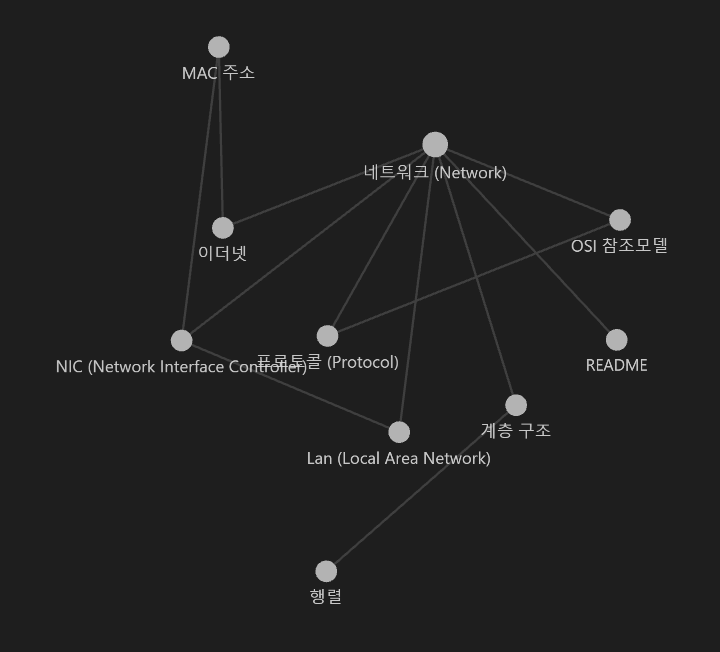 MAC 주소
네트워크 (Network)
이더넷
OSI 참조모델
NIC (Network Interface Controller)
프로토콜 (Protocol)
README
계층 구조
Lan (Local Area Network)
행렬